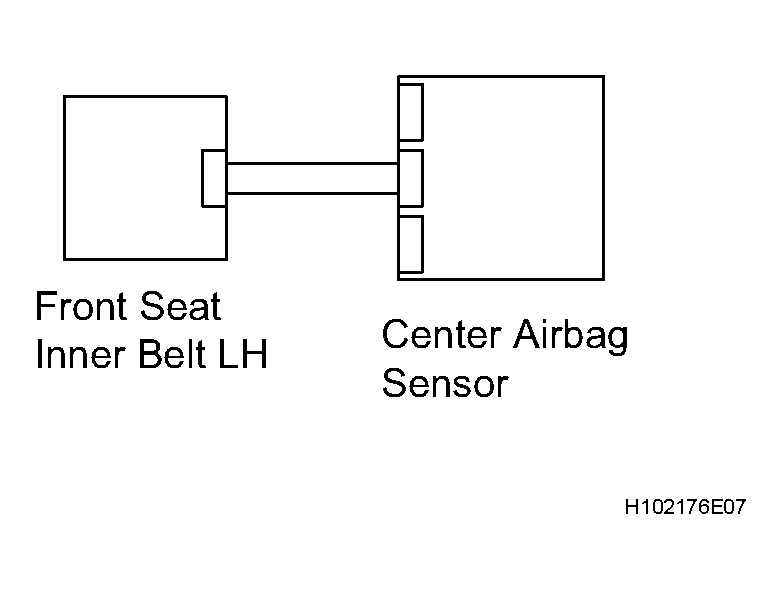 Front Seat
Inner Belt LH
Center Airbag
Sensor
H102176E07